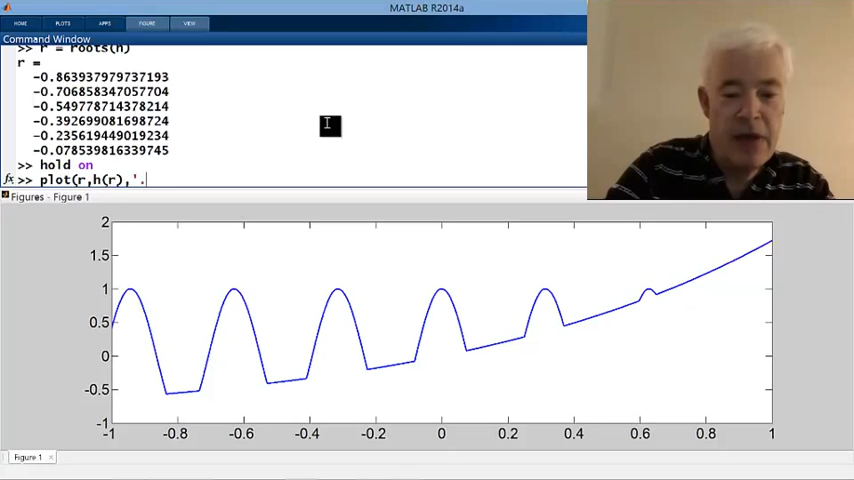 MATLAB R2014a
HOME PLOTS APPS FIGURE VIEW
Command Window
>> r = roots(h)
r =
-0.863937979737193
-0.706858347057704
-0.549778714378214
-0.392699081698724
-0.235619449019234
-0.078539816339745
>> hold on
fx >> plot(r,h(r),'.
Figures - Figure 1
2
1.5
1
0.5
0
-0.5
-1
-1 -0.8 -0.6 -0.4 -0.2 0 0.2 0.4 0.6 0.8 1
Figure 1